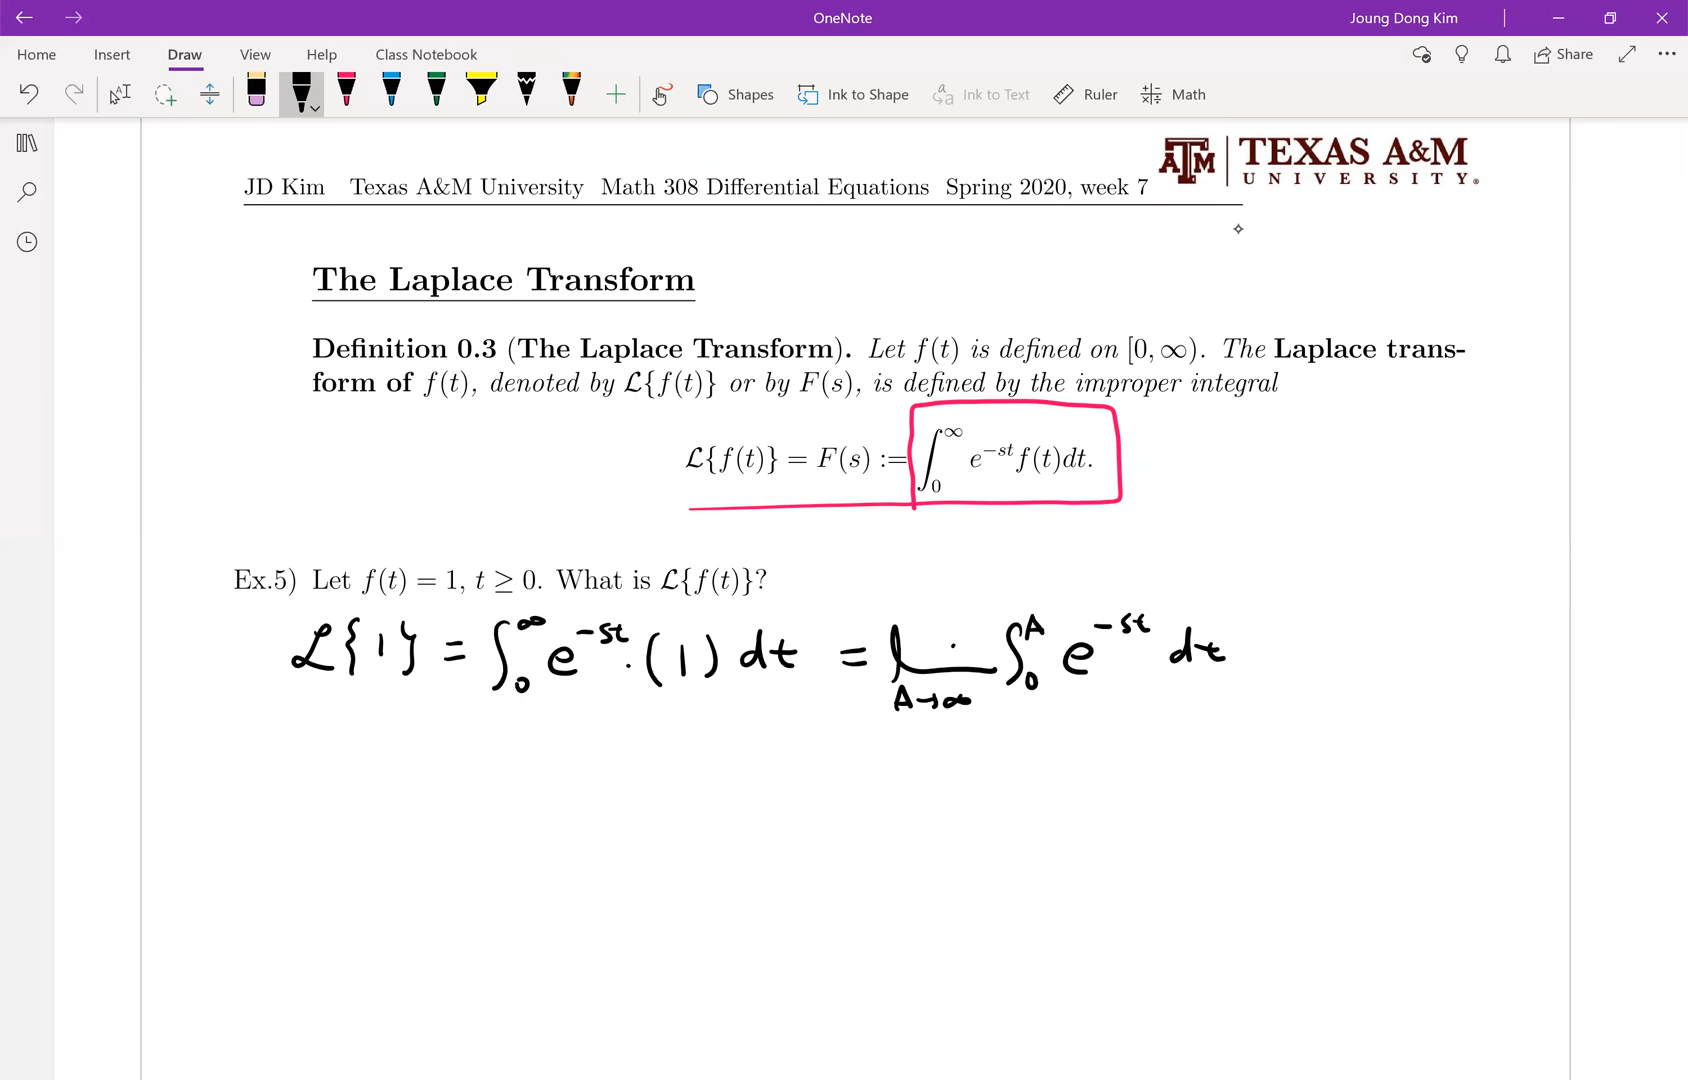 OneNote
Joung Dong Kim
Home Insert Draw View Help Class Notebook
Share
Shapes Ink to Shape Ink to Text Ruler Math
JD Kim Texas A&M University Math 308 Differential Equations Spring 2020, week 7
ATM TEXAS A&M
UNIVERSITY®
The Laplace Transform
Definition 0.3 (The Laplace Transform). Let f(t) is defined on [0, ∞). The Laplace trans-
form of f(t), denoted by ℒ{f(t)} or by F(s), is defined by the improper integral
ℒ{f(t)} = F(s) := ∫₀^∞ e^{-st} f(t)dt.
Ex.5) Let f(t) = 1, t ≥ 0. What is ℒ{f(t)}?
ℒ{1} = ∫₀^∞ e^{-st} · (1) dt = lim_{A→∞} ∫₀^A e^{-st} dt